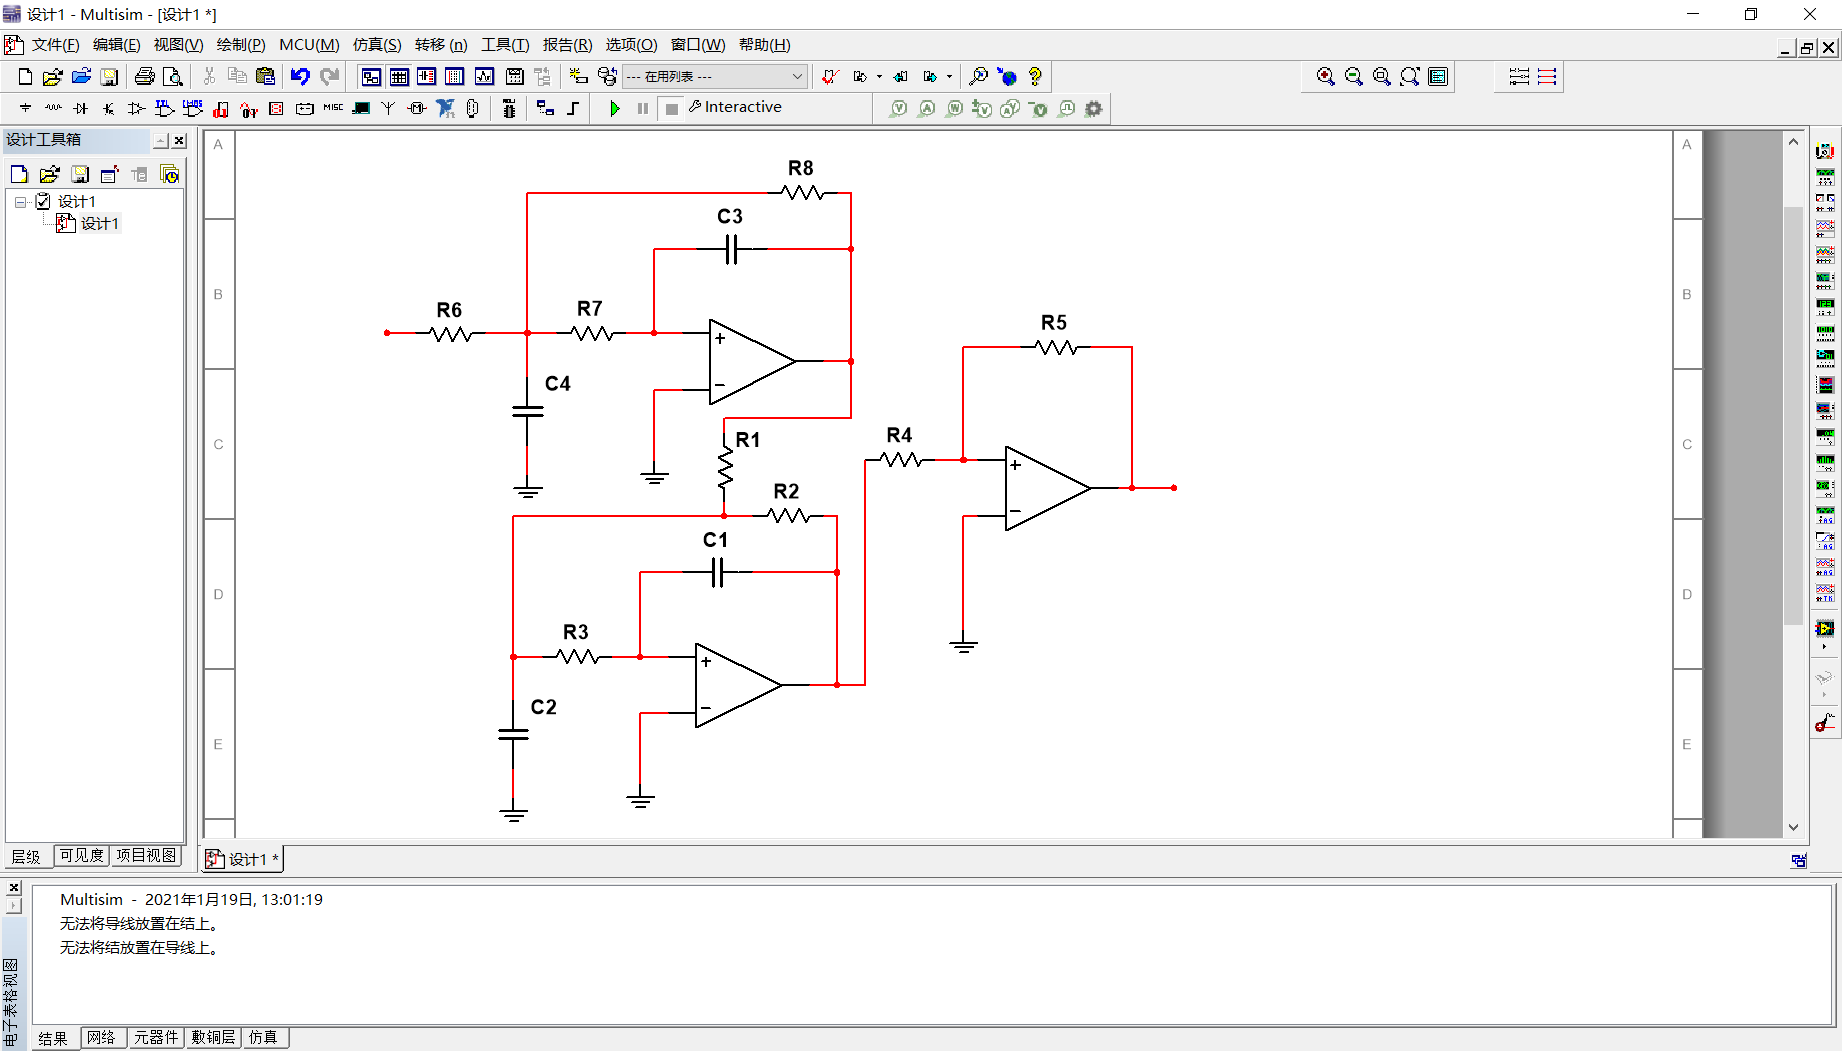 设计1 - Multisim - [设计1 *]
文件(F) 编辑(E) 视图(V) 绘制(P) MCU(M) 仿真(S) 转移 (n) 工具(T) 报告(R) 选项(O) 窗口(W) 帮助(H)
--- 在用列表 ---
MISC
Interactive
设计工具箱
设计1
设计1
A
B
C
D
E
A
B
C
D
E
R8
C3
R6
R7
+
−
C4
R1
R2
C1
R3
+
−
C2
R4
R5
+
−
层级 可见度 项目视图
设计1 *
Multisim - 2021年1月19日, 13:01:19
无法将导线放置在结上。
无法将结放置在导线上。
电子表格视图
结果 网络 元器件 敷铜层 仿真